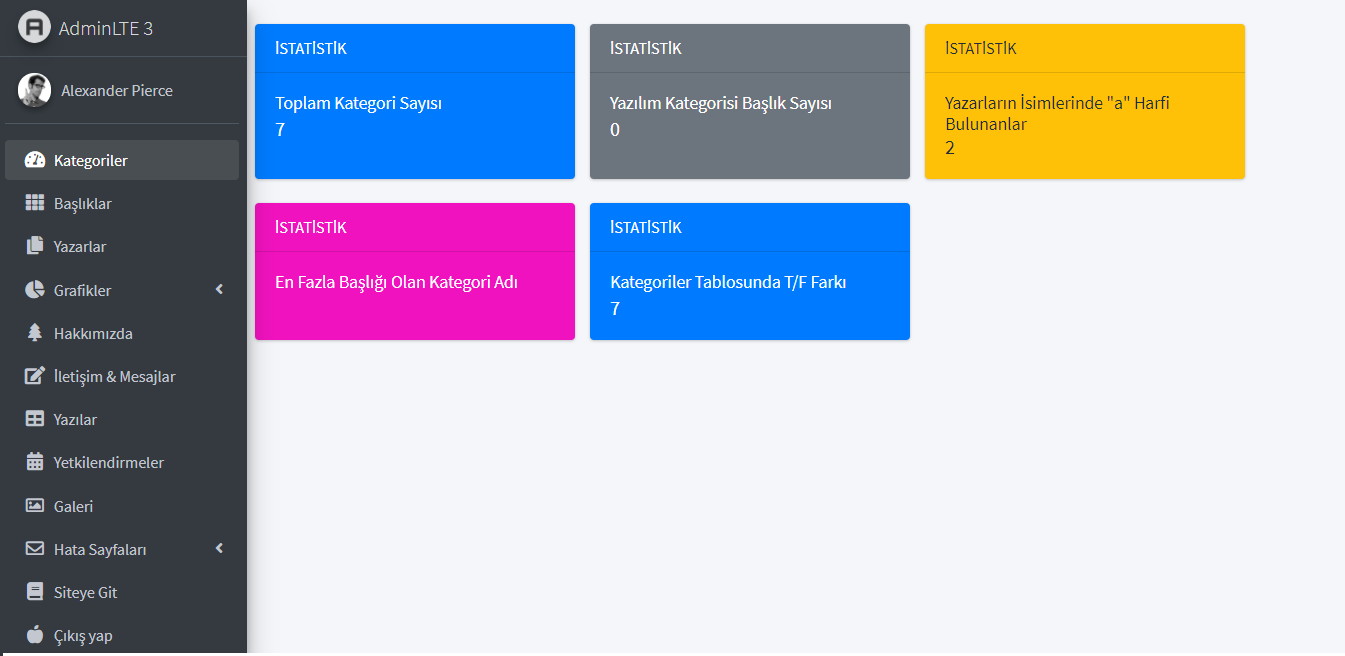 AdminLTE 3
Alexander Pierce
Kategoriler
Başlıklar
Yazarlar
Grafikler
Hakkımızda
İletişim & Mesajlar
Yazılar
Yetkilendirmeler
Galeri
Hata Sayfaları
Siteye Git
Çıkış yap
İSTATİSTİK
Toplam Kategori Sayısı
7
İSTATİSTİK
Yazılım Kategorisi Başlık Sayısı
0
İSTATİSTİK
Yazarların İsimlerinde "a" Harfi
Bulunanlar
2
İSTATİSTİK
En Fazla Başlığı Olan Kategori Adı
İSTATİSTİK
Kategoriler Tablosunda T/F Farkı
7